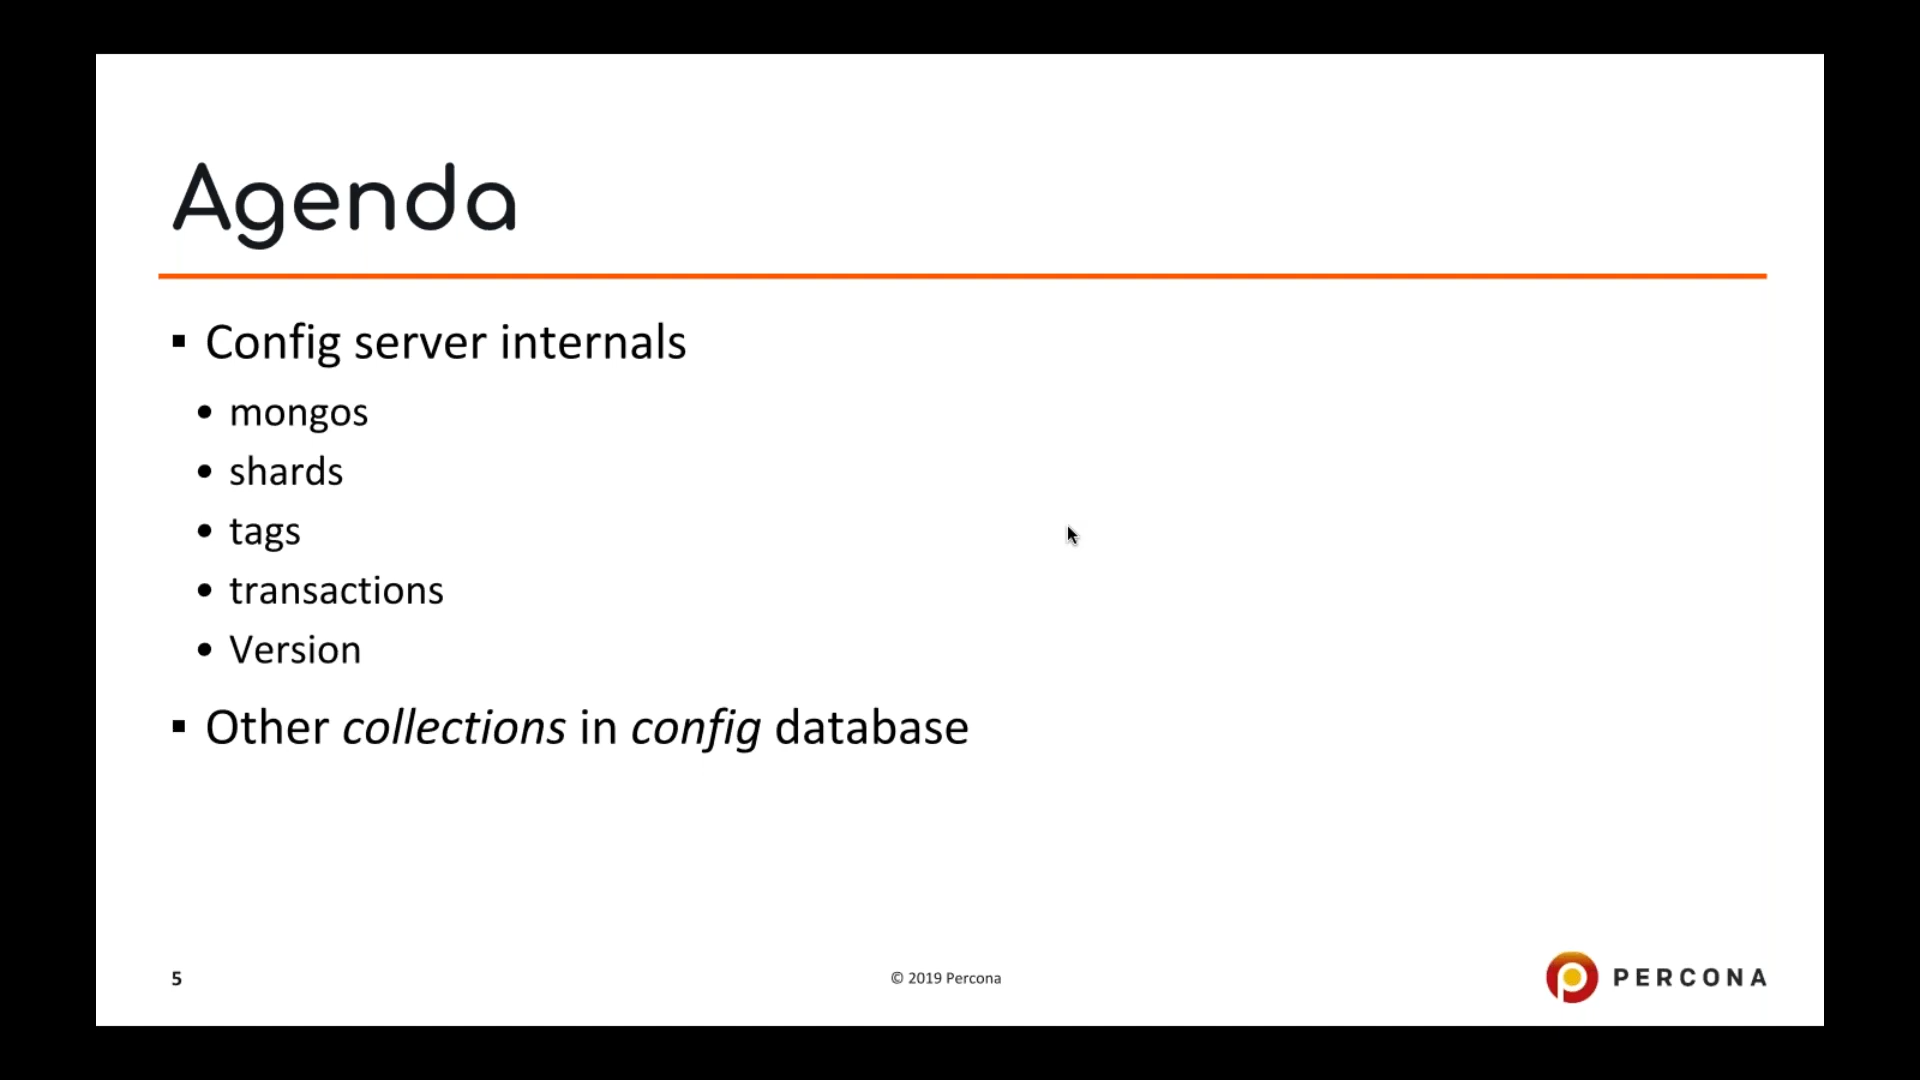 Agenda
▪ Config server internals
• mongos
• shards
• tags
• transactions
• Version
▪ Other collections in config database
5
© 2019 Percona
PERCONA